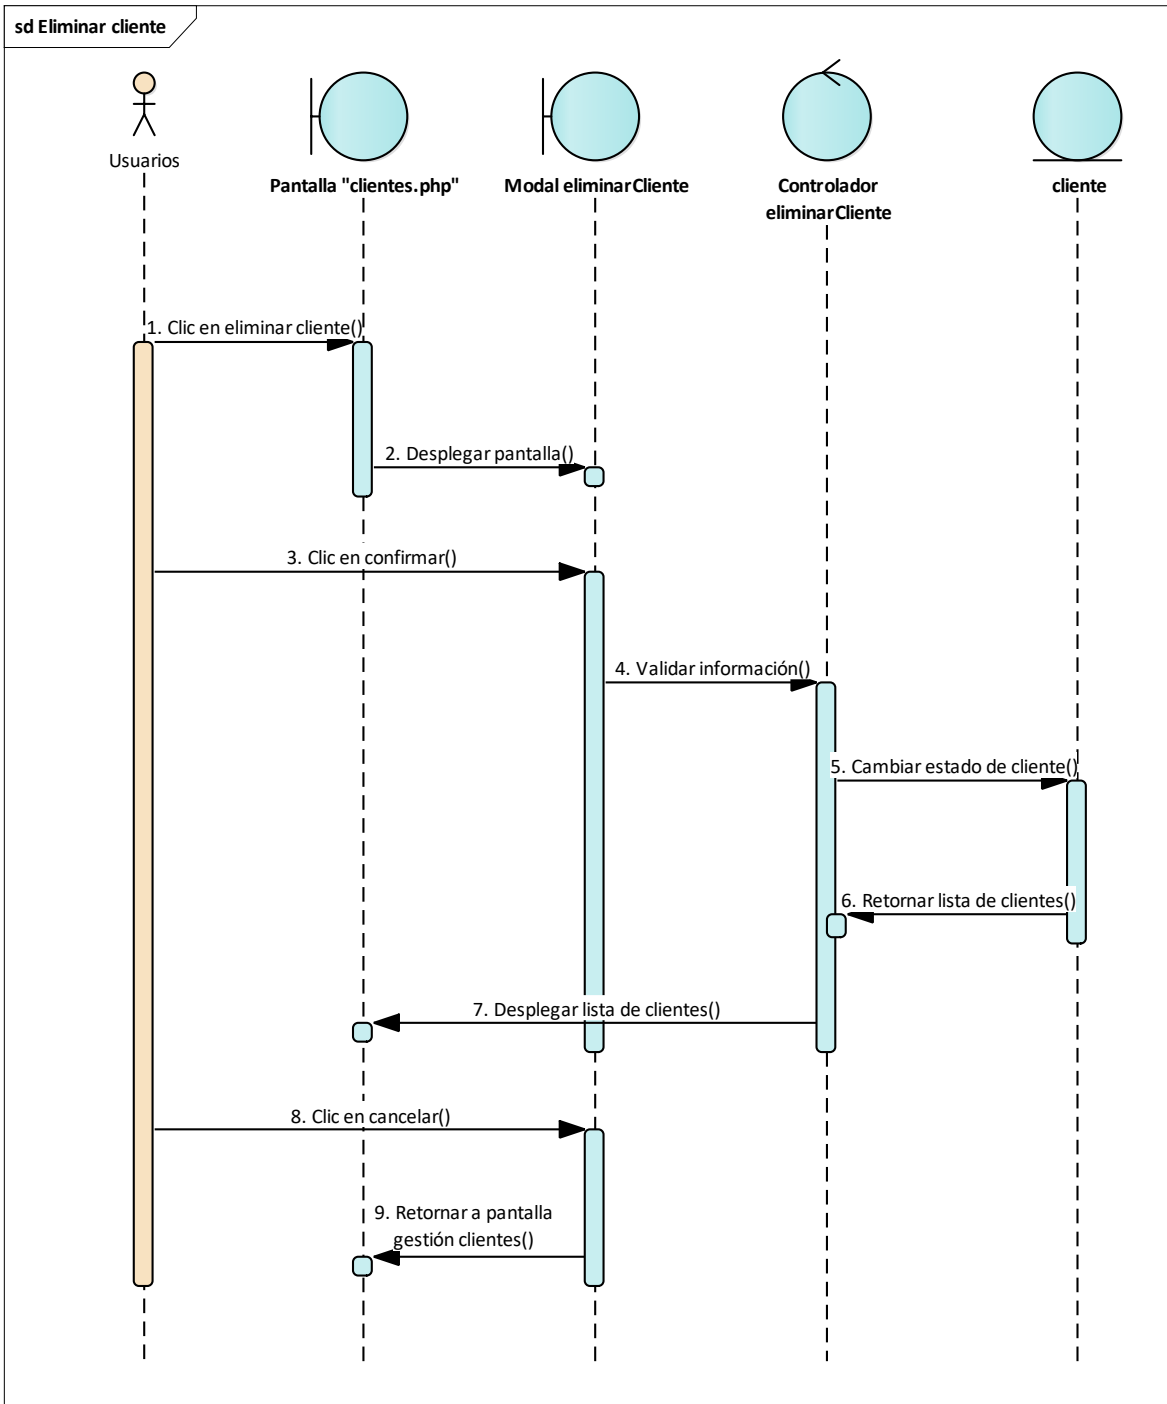 sd Eliminar cliente
Usuarios
Pantalla "clientes.php"
Modal eliminarCliente
Controlador
eliminarCliente
cliente
1. Clic en eliminar cliente()
2. Desplegar pantalla()
3. Clic en confirmar()
4. Validar información()
5. Cambiar estado de cliente()
6. Retornar lista de clientes()
7. Desplegar lista de clientes()
8. Clic en cancelar()
9. Retornar a pantalla
gestión clientes()